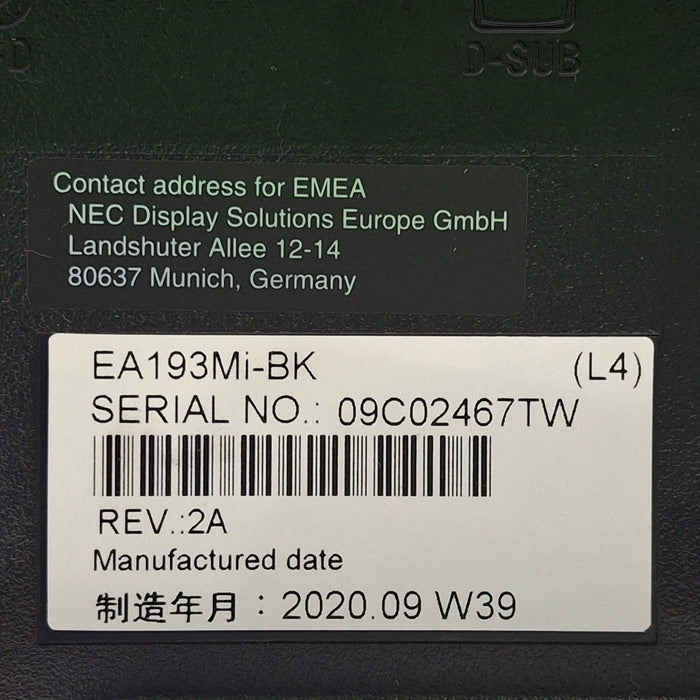 D-SUB
Contact address for EMEA
NEC Display Solutions Europe GmbH
Landshuter Allee 12-14
80637 Munich, Germany
EA193Mi-BK (L4)
SERIAL NO.: 09C02467TW
REV.:2A
Manufactured date
制造年月：2020.09 W39